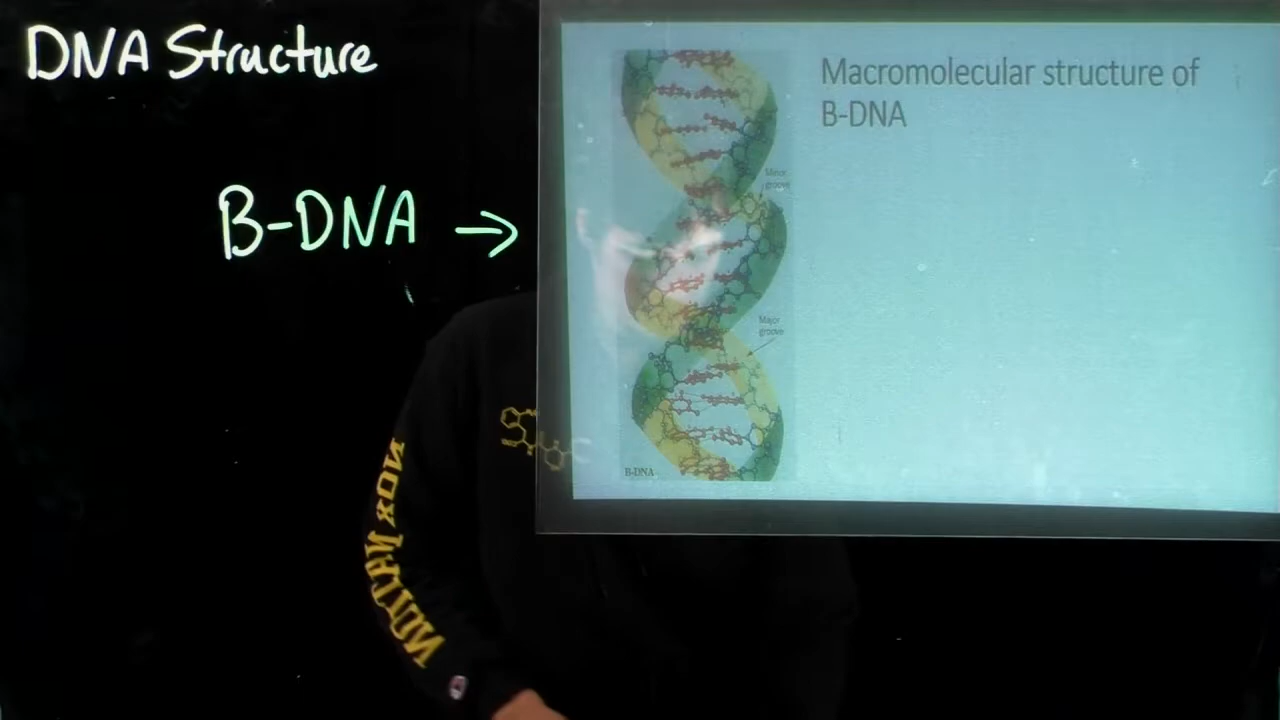 DNA Structure
Macromolecular structure of
B-DNA
Minor
groove
B-DNA →
Major
groove
B-DNA